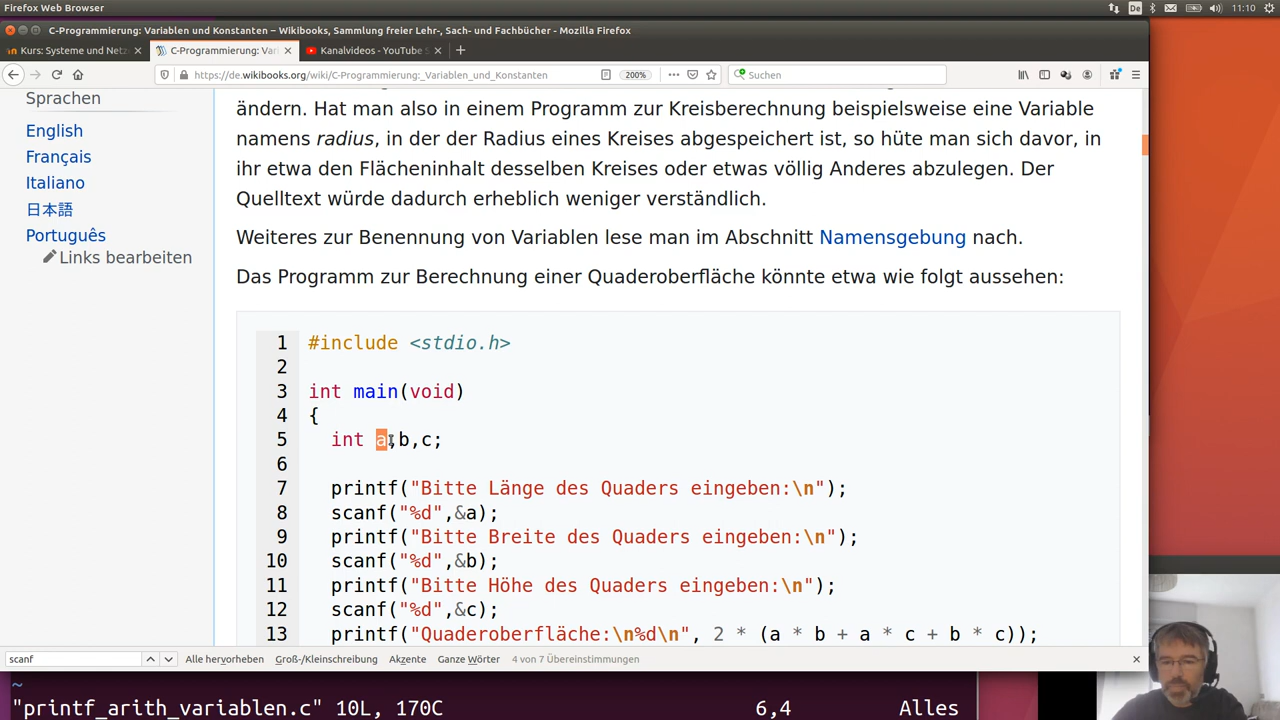 Firefox Web Browser
De
11:10
C-Programmierung: Variablen und Konstanten – Wikibooks, Sammlung freier Lehr-, Sach- und Fachbücher - Mozilla Firefox
Kurs: Systeme und Netz
C-Programmierung: Vari
Kanalvideos - YouTube S
https://de.wikibooks.org/wiki/C-Programmierung:_Variablen_und_Konstanten
200%
Suchen
Sprachen
English
Français
Italiano
日本語
Português
Links bearbeiten
ändern. Hat man also in einem Programm zur Kreisberechnung beispielsweise eine Variable
namens radius, in der der Radius eines Kreises abgespeichert ist, so hüte man sich davor, in
ihr etwa den Flächeninhalt desselben Kreises oder etwas völlig Anderes abzulegen. Der
Quelltext würde dadurch erheblich weniger verständlich.
Weiteres zur Benennung von Variablen lese man im Abschnitt Namensgebung nach.
Das Programm zur Berechnung einer Quaderoberfläche könnte etwa wie folgt aussehen:
1 #include <stdio.h>
2
3 int main(void)
4 {
5 int a,b,c;
6
7 printf("Bitte Länge des Quaders eingeben:\n");
8 scanf("%d",&a);
9 printf("Bitte Breite des Quaders eingeben:\n");
10 scanf("%d",&b);
11 printf("Bitte Höhe des Quaders eingeben:\n");
12 scanf("%d",&c);
13 printf("Quaderoberfläche:\n%d\n", 2 * (a * b + a * c + b * c));
scanf
Alle hervorheben
Groß-/Kleinschreibung
Akzente
Ganze Wörter
4 von 7 Übereinstimmungen
~
"printf_arith_variablen.c" 10L, 170C 6,4 Alles